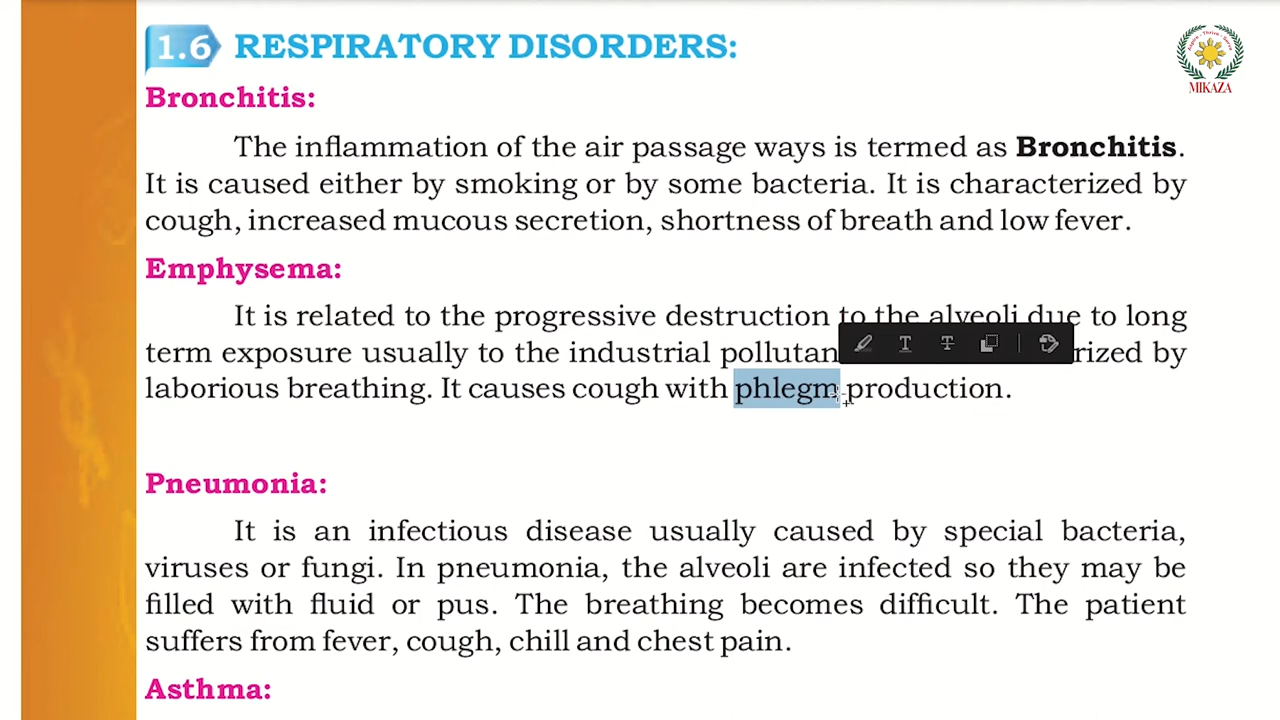 1.6 RESPIRATORY DISORDERS:
MIKAZA
Bronchitis:
The inflammation of the air passage ways is termed as Bronchitis.
It is caused either by smoking or by some bacteria. It is characterized by
cough, increased mucous secretion, shortness of breath and low fever.
Emphysema:
It is related to the progressive destruction to the alveoli due to long
term exposure usually to the industrial pollutan rized by
laborious breathing. It causes cough with phlegm production.
Pneumonia:
It is an infectious disease usually caused by special bacteria,
viruses or fungi. In pneumonia, the alveoli are infected so they may be
filled with fluid or pus. The breathing becomes difficult. The patient
suffers from fever, cough, chill and chest pain.
Asthma: